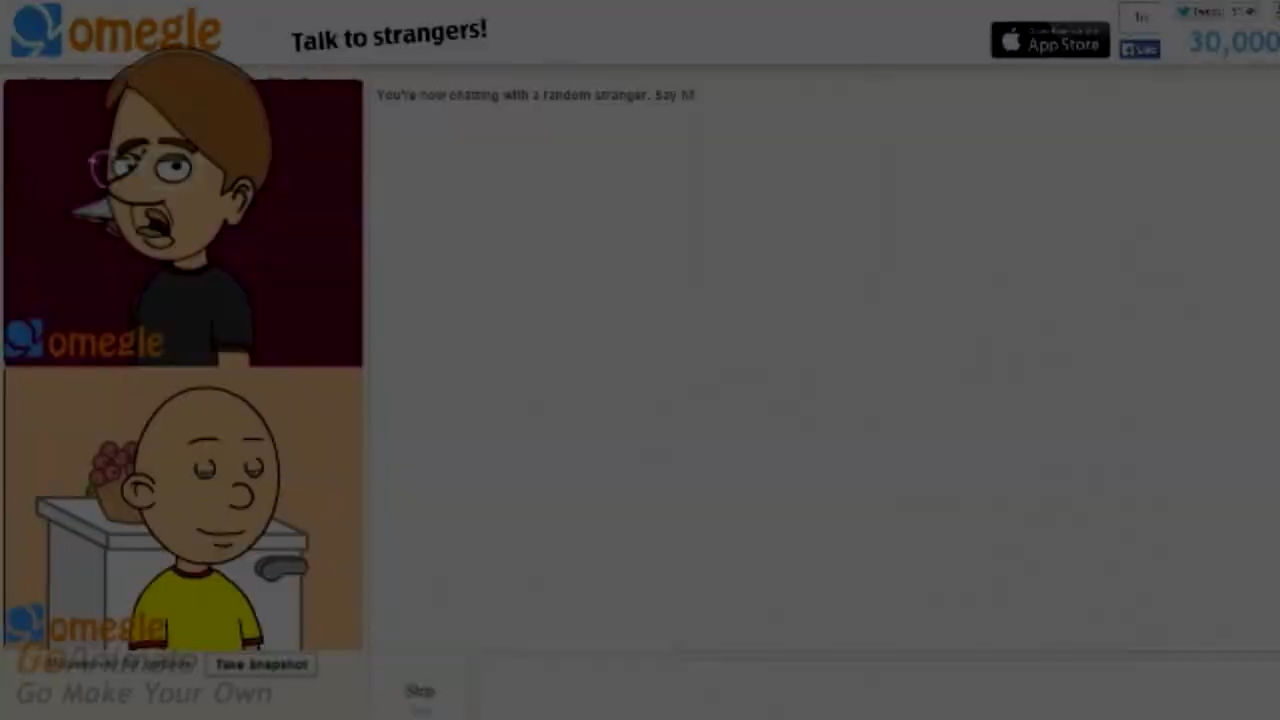 omegle
Talk to strangers!
App Store
30,000
You're now chatting with a random stranger. Say hi!
omegle
omegle
GoAnimate
Take Snapshot
Go Make Your Own
Stop